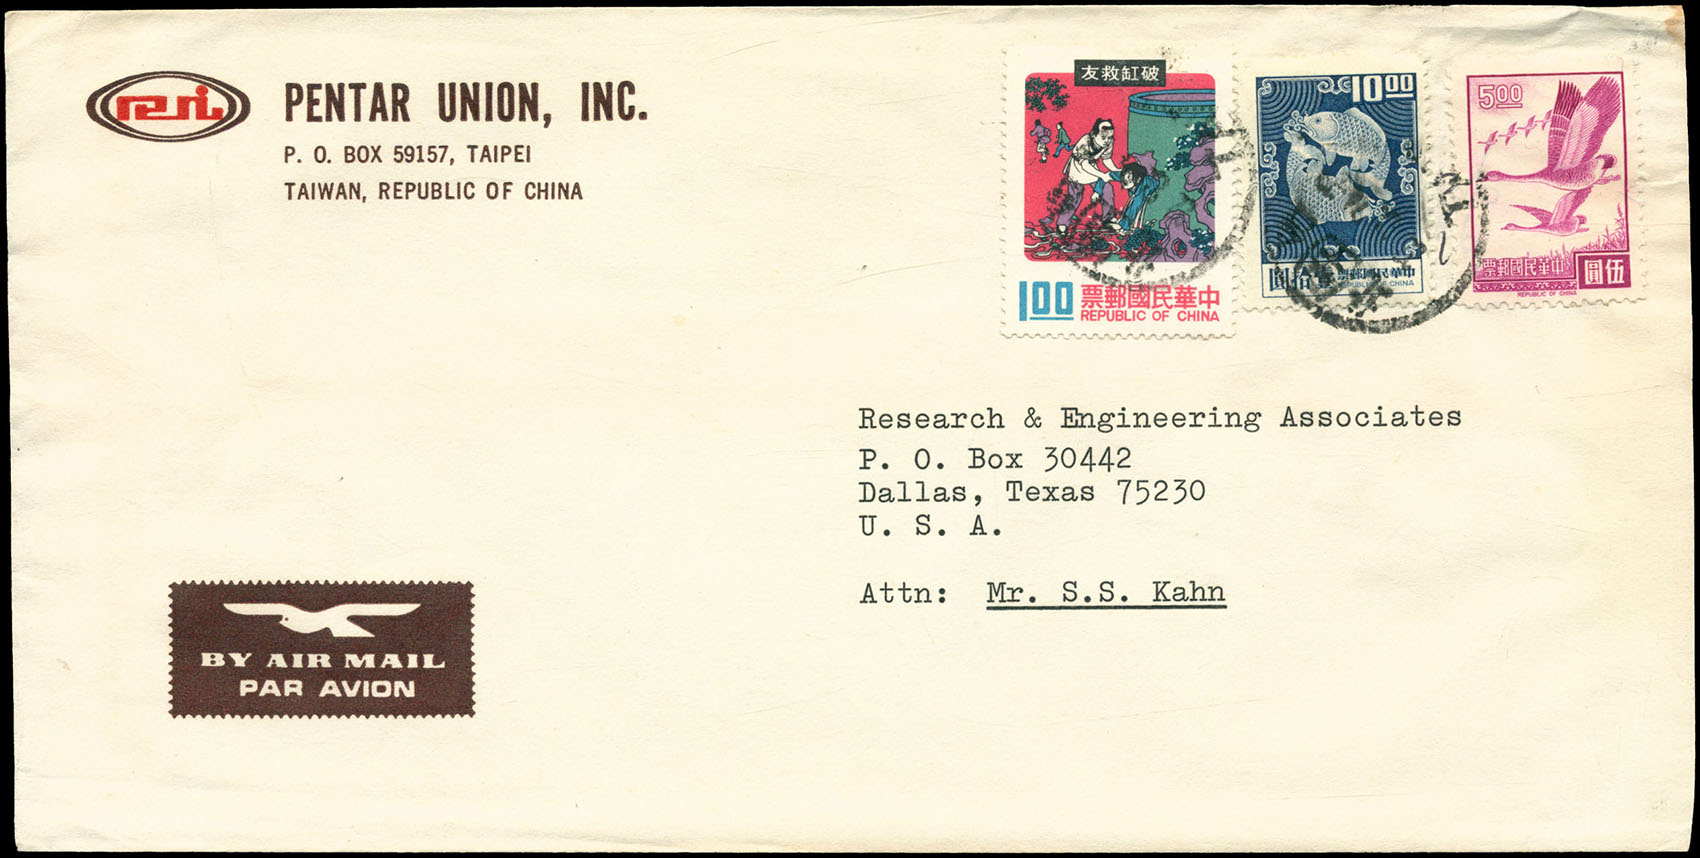 PENTAR UNION, INC.
P. O. BOX 59157, TAIPEI
TAIWAN, REPUBLIC OF CHINA
友救缸破
1.00
票郵國民華中
REPUBLIC OF CHINA
10.00
圓拾壹
票郵國民華中
REPUBLIC OF CHINA
5.00
票郵國民華中
圓伍
REPUBLIC OF CHINA
Research & Engineering Associates
P. O. Box 30442
Dallas, Texas 75230
U. S. A.
Attn: Mr. S.S. Kahn
BY AIR MAIL
PAR AVION